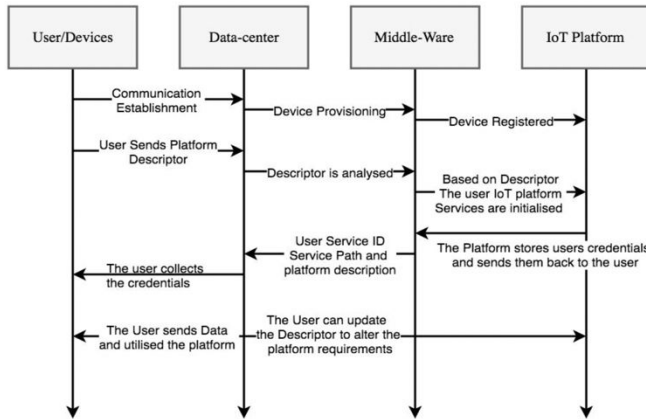 User/Devices
Data-center
Middle-Ware
IoT Platform
Communication
Establishment
Device Provisioning
Device Registered
User Sends Platform
Descriptor
Descriptor is analysed
Based on Descriptor
The user IoT platform
Services are initialised
The Platform stores users credentials
and sends them back to the user
User Service ID
Service Path and
platform description
The user collects
the credentials
The User sends Data
and utilised the platform
The User can update
the Descriptor to alter the
platform requirements